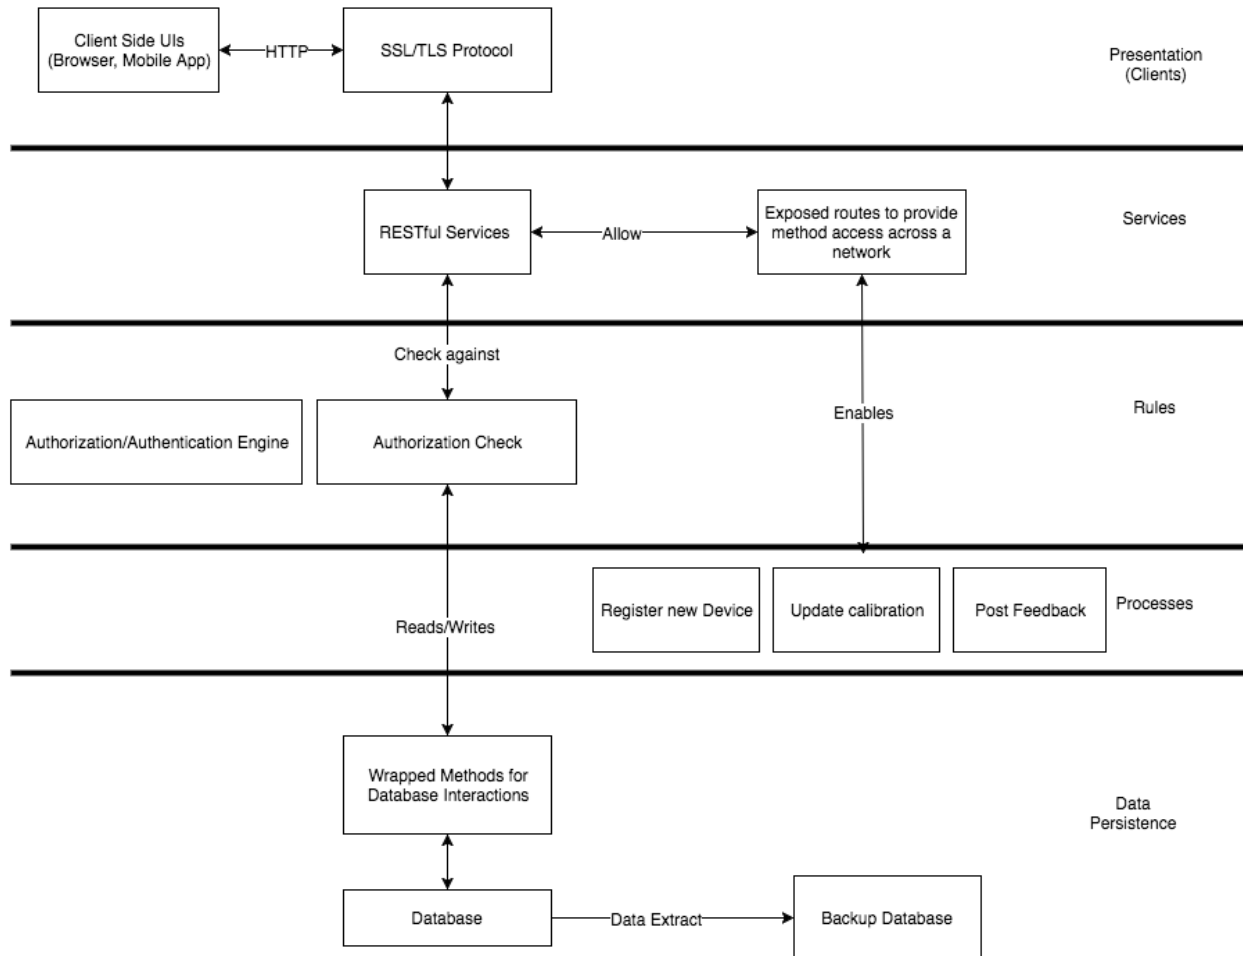 Client Side UIs
(Browser, Mobile App)
HTTP
SSL/TLS Protocol
Presentation
(Clients)
RESTful Services
Allow
Exposed routes to provide
method access across a
network
Services
Check against
Authorization/Authentication Engine
Authorization Check
Enables
Rules
Reads/Writes
Register new Device
Update calibration
Post Feedback
Processes
Wrapped Methods for
Database Interactions
Data
Persistence
Database
Data Extract
Backup Database